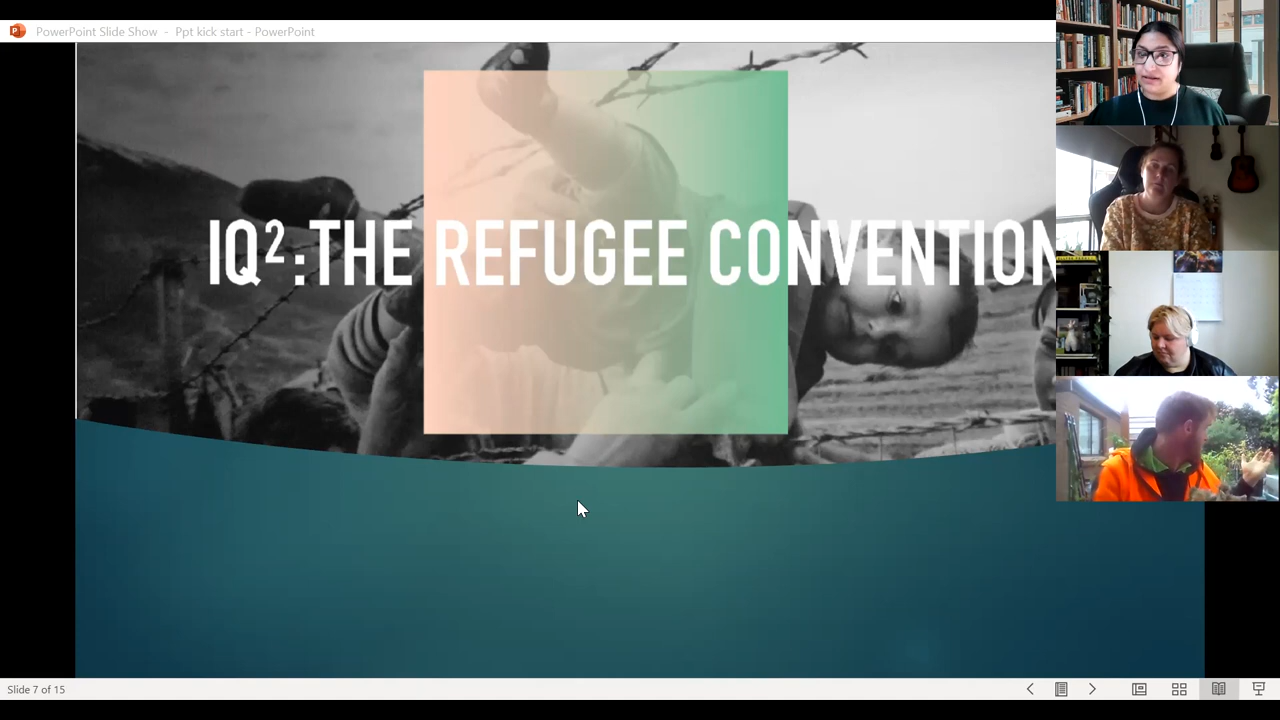 PowerPoint Slide Show - Ppt kick start - PowerPoint
IQ²:THE REFUGEE CONVENTION
Slide 7 of 15